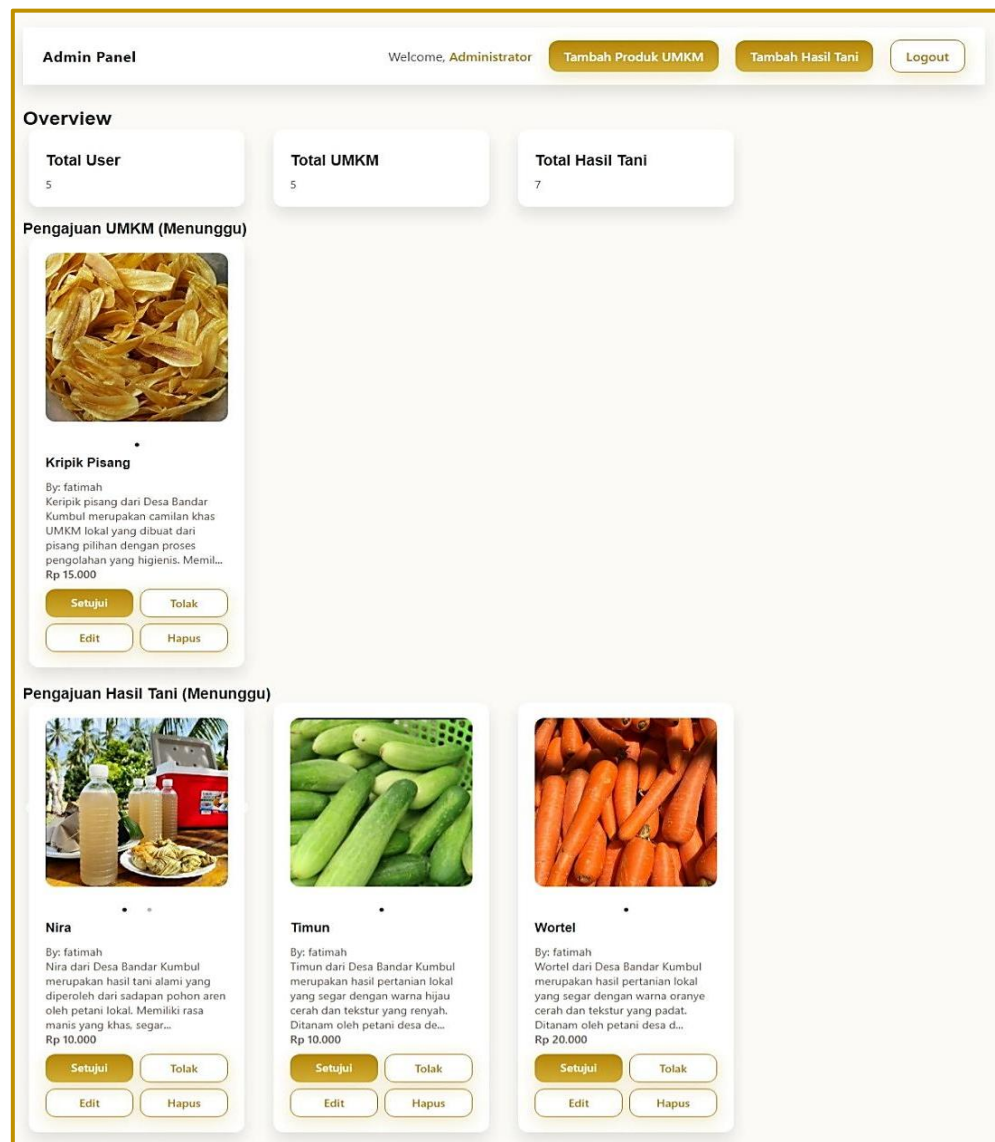 Admin Panel
Welcome, Administrator
Tambah Produk UMKM
Tambah Hasil Tani
Logout
Overview
Total User
5
Total UMKM
5
Total Hasil Tani
7
Pengajuan UMKM (Menunggu)
Kripik Pisang
By: fatimah
Keripik pisang dari Desa Bandar
Kumbul merupakan camilan khas
UMKM lokal yang dibuat dari
pisang pilihan dengan proses
pengolahan yang higienis. Memil...
Rp 15.000
Setujui
Tolak
Edit
Hapus
Pengajuan Hasil Tani (Menunggu)
Nira
By: fatimah
Nira dari Desa Bandar Kumbul
merupakan hasil tani alami yang
diperoleh dari sadapan pohon aren
oleh petani lokal. Memiliki rasa
manis yang khas, segar...
Rp 10.000
Setujui
Tolak
Edit
Hapus
Timun
By: fatimah
Timun dari Desa Bandar Kumbul
merupakan hasil pertanian lokal
yang segar dengan warna hijau
cerah dan tekstur yang renyah.
Ditanam oleh petani desa de...
Rp 10.000
Setujui
Tolak
Edit
Hapus
Wortel
By: fatimah
Wortel dari Desa Bandar Kumbul
merupakan hasil pertanian lokal
yang segar dengan warna oranye
cerah dan tekstur yang padat.
Ditanam oleh petani desa d...
Rp 20.000
Setujui
Tolak
Edit
Hapus